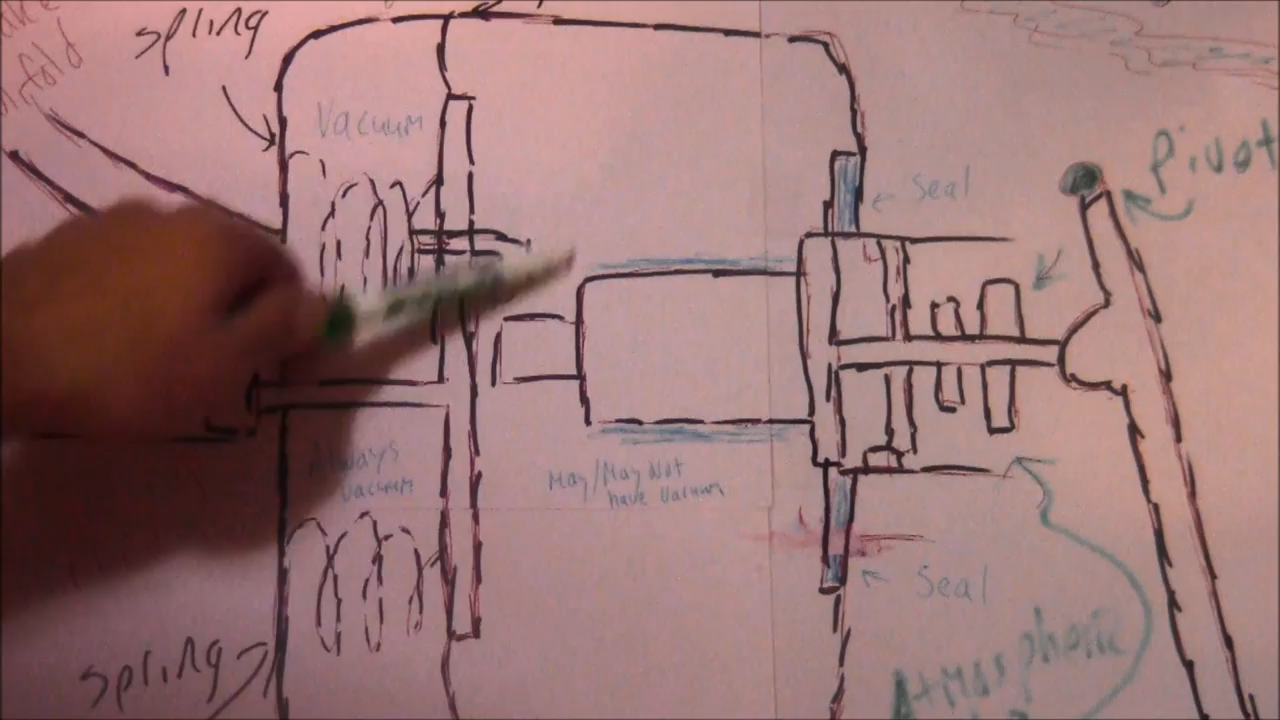 spring
Vacuum
Seal
Pivot
Always
Vacuum
May/May Not
have Vacuum
Seal
spring
Atmospheric